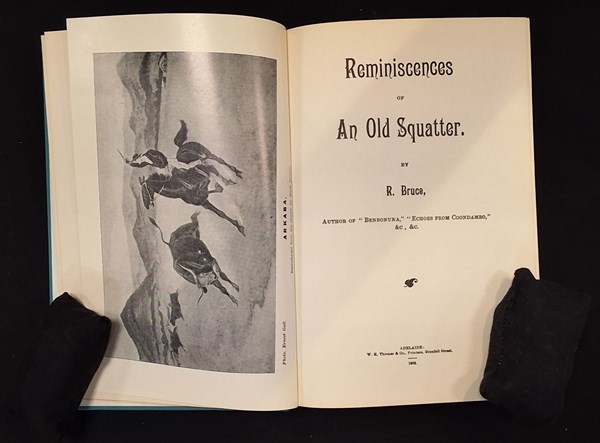 ARKABA.
Photo, Ernest Gall.
Reminiscences
OF
An Old Squatter.
BY
R. Bruce,
AUTHOR OF "BENBONUNA," "ECHOES FROM COONDAMBO,"
&C., &C.
ADELAIDE:
W. K. Thomas & Co., Printers, Grenfell Street.
1902.